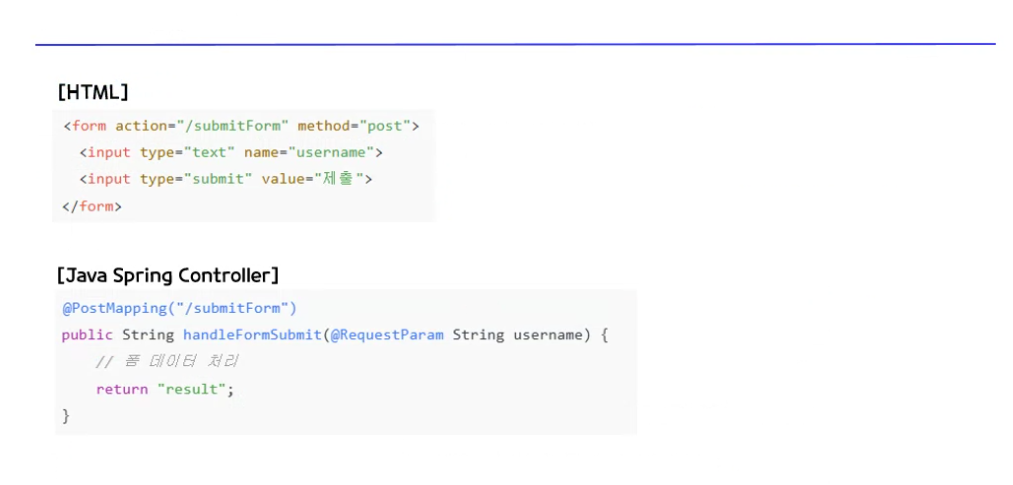 [HTML]
<form action="/submitForm" method="post">
<input type="text" name="username">
<input type="submit" value="제출">
</form>
[Java Spring Controller]
@PostMapping("/submitForm")
public String handleFormSubmit(@RequestParam String username) {
// 폼 데이터 처리
return "result";
}